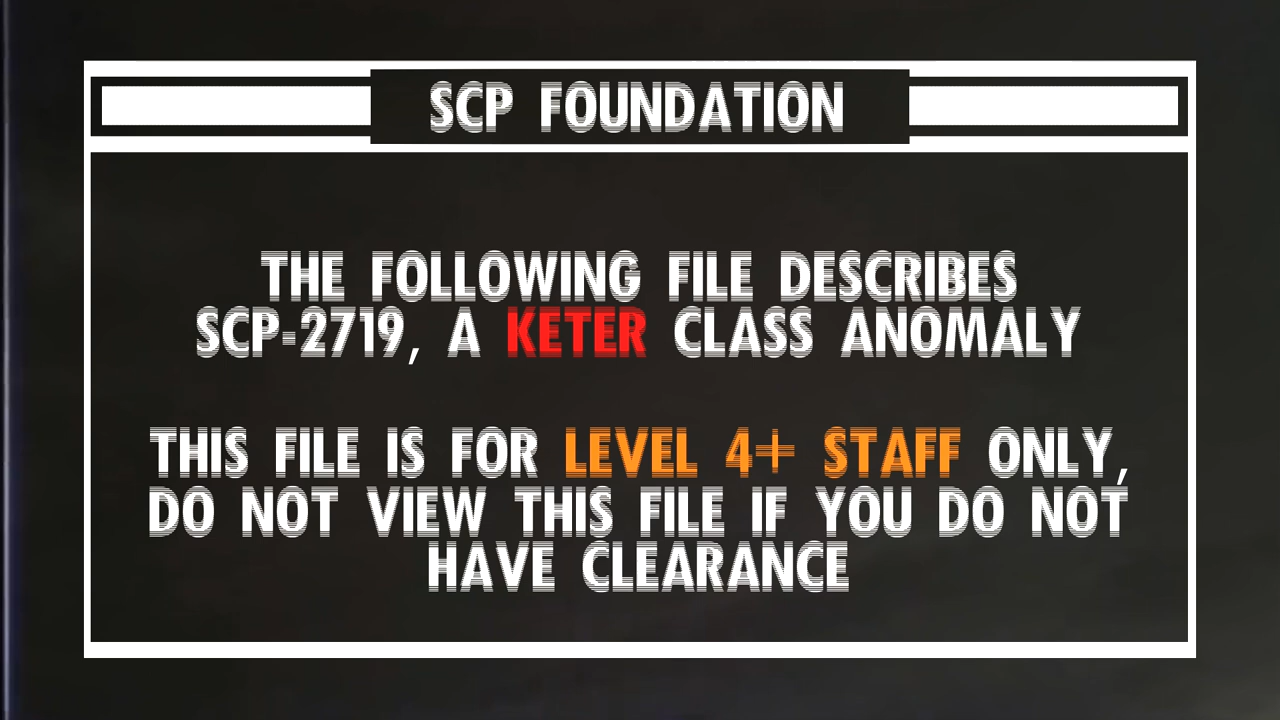 SCP FOUNDATION
THE FOLLOWING FILE DESCRIBES
SCP-2719, A KETER CLASS ANOMALY
THIS FILE IS FOR LEVEL 4+ STAFF ONLY,
DO NOT VIEW THIS FILE IF YOU DO NOT
HAVE CLEARANCE